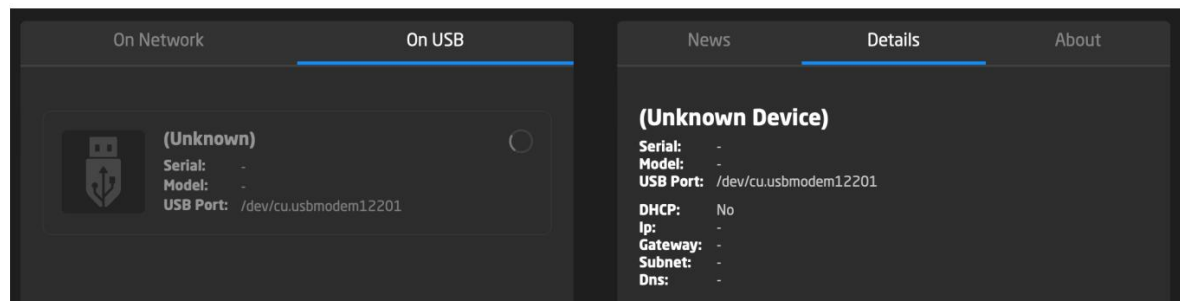 On Network On USB
(Unknown)
Serial: -
Model: -
USB Port: /dev/cu.usbmodem12201
News Details About
(Unknown Device)
Serial: -
Model: -
USB Port: /dev/cu.usbmodem12201
DHCP: No
Ip: -
Gateway: -
Subnet: -
Dns: -